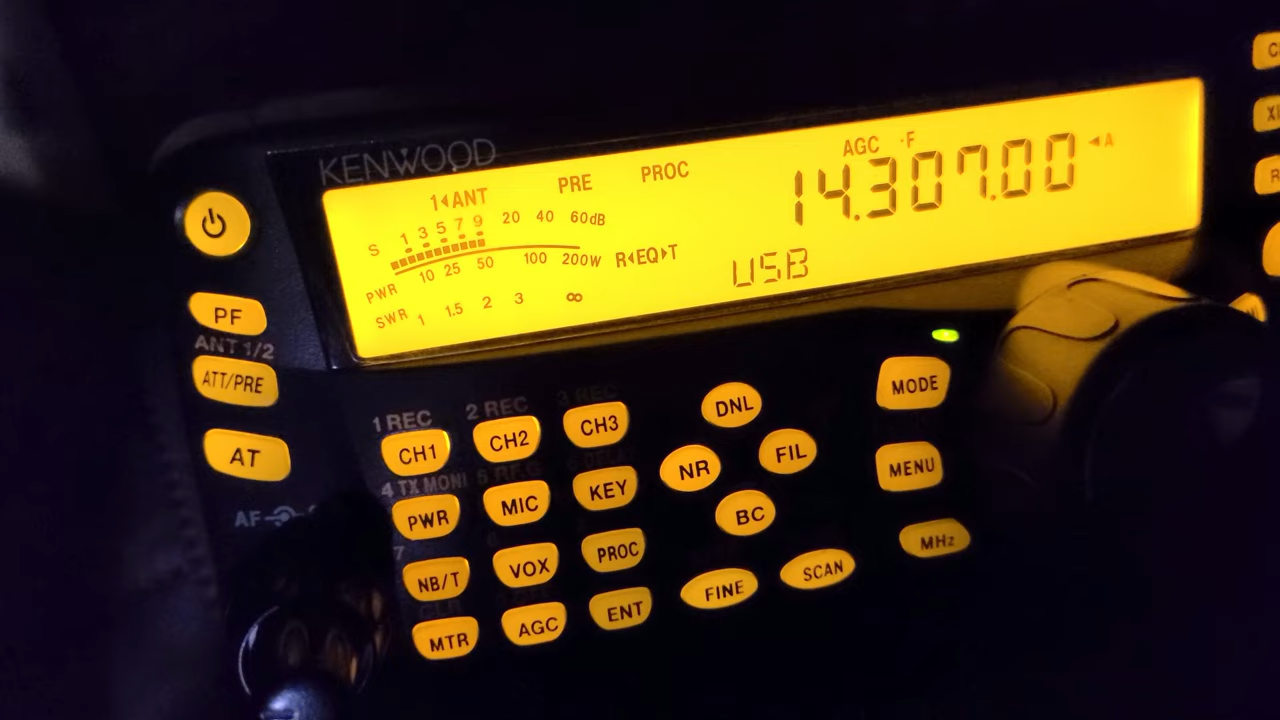 KENWOOD
1◂ANT PRE PROC AGC -F 14.307.00 ◂A
S 1 3 5 7 9 20 40 60dB
PWR 10 25 50 100 200W R◂EQ▸T USB
SWR 1 1.5 2 3 ∞
PF
ANT 1/2
ATT/PRE
AT
AF
1 REC 2 REC 3 REC
CH1 CH2 CH3
4 TX MONI 5 RF.G
PWR MIC KEY
7
NB/T VOX PROC
CLR
MTR AGC ENT
DNL
NR FIL
BC
FINE SCAN
MODE
MENU
MHz